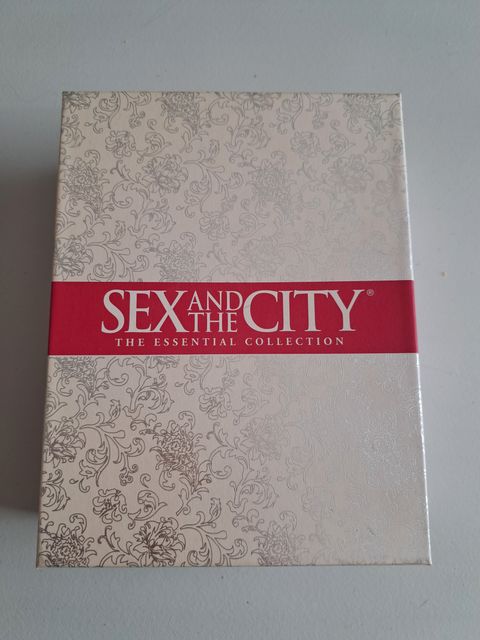 SEX AND THE CITY®
THE ESSENTIAL COLLECTION